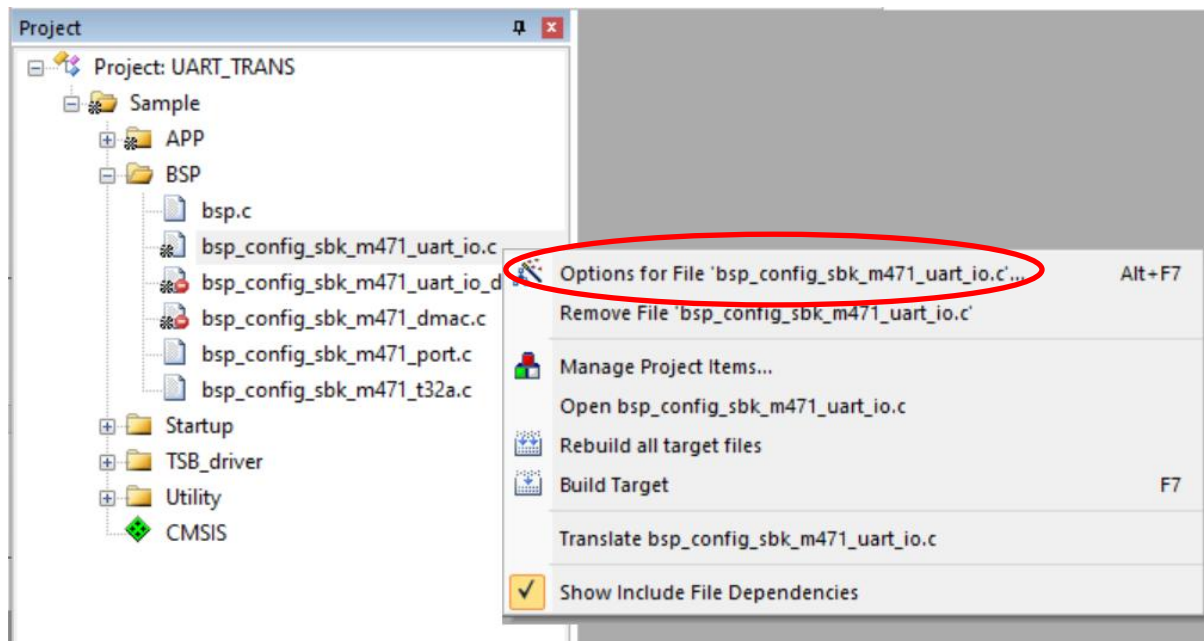 Project
Project: UART_TRANS
Sample
APP
BSP
bsp.c
bsp_config_sbk_m471_uart_io.c
bsp_config_sbk_m471_uart_io_d
bsp_config_sbk_m471_dmac.c
bsp_config_sbk_m471_port.c
bsp_config_sbk_m471_t32a.c
Startup
TSB_driver
Utility
CMSIS
Options for File 'bsp_config_sbk_m471_uart_io.c'... Alt+F7
Remove File 'bsp_config_sbk_m471_uart_io.c'
Manage Project Items...
Open bsp_config_sbk_m471_uart_io.c
Rebuild all target files
Build Target F7
Translate bsp_config_sbk_m471_uart_io.c
Show Include File Dependencies